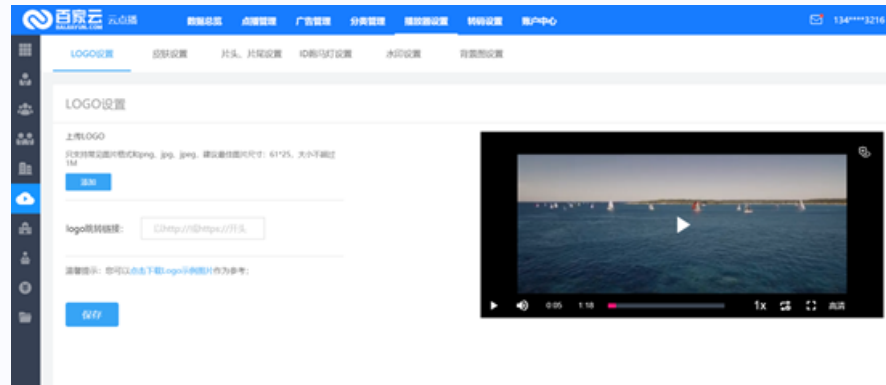 百家云 云点播 数据总览 点播管理 广告管理 分类管理 播放器设置 转码设置 账户中心 134****3216
BAIJIAYUN.COM
LOGO设置 皮肤设置 片头、片尾设置 ID跑马灯设置 水印设置 背景图设置
LOGO设置
上传LOGO
只支持常见图片格式和png、jpg、jpeg，建议最佳图片尺寸：61*25，大小不超过
1M
添加
logo跳转链接： 以http://或https://开头
温馨提示：您可以点击下载Logo示例图片作为参考；
保存
0:05 1:18 1x 高清